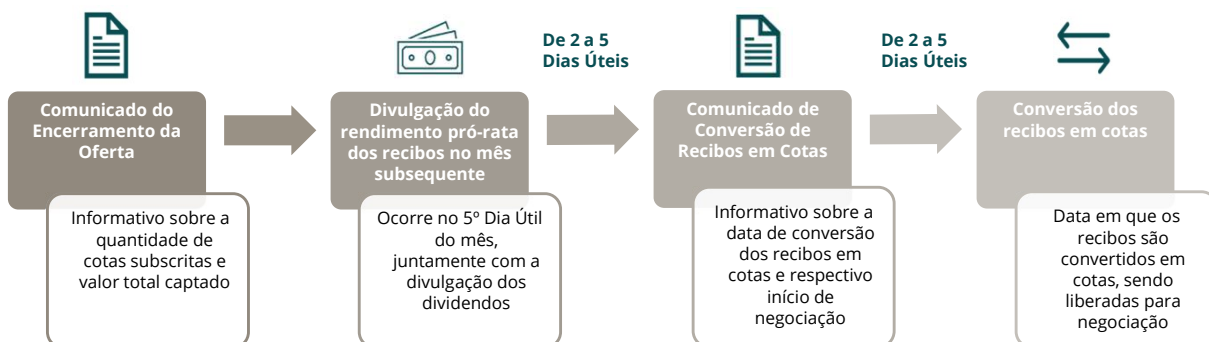 Comunicado do
Encerramento da
Oferta
Informativo sobre a
quantidade de
cotas subscritas e
valor total captado
Divulgação do
rendimento pró-rata
dos recibos no mês
subsequente
Ocorre no 5º Dia Útil
do mês,
juntamente com a
divulgação dos
dividendos
De 2 a 5
Dias Úteis
Comunicado de
Conversão de
Recibos em Cotas
Informativo sobre a
data de conversão
dos recibos em
cotas e respectivo
início de
negociação
De 2 a 5
Dias Úteis
Conversão dos
recibos em cotas
Data em que os
recibos são
convertidos em
cotas, sendo
liberadas para
negociação